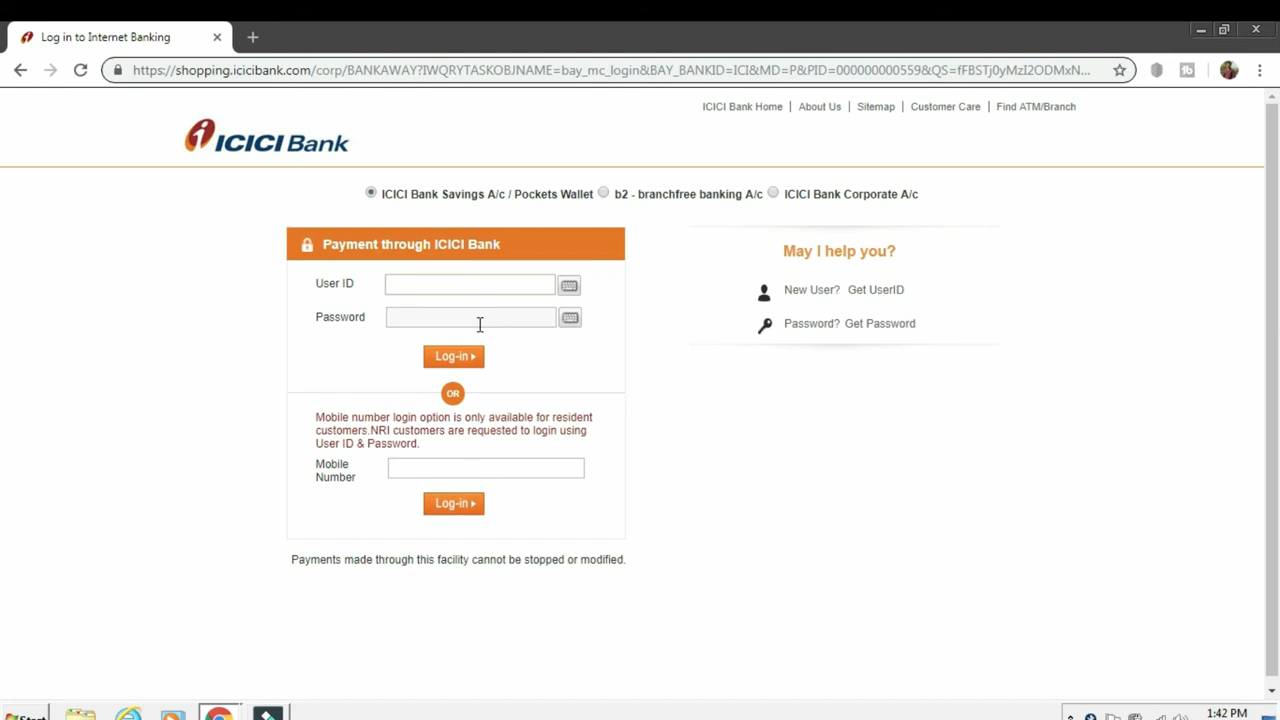 Log in to Internet Banking
https://shopping.icicibank.com/corp/BANKAWAY?IWQRYTASKOBJNAME=bay_mc_login&BAY_BANKID=ICI&MD=P&PID=000000000559&QS=fFBSTj0yMzI2ODMxN...
ICICI Bank Home | About Us | Sitemap | Customer Care | Find ATM/Branch
ICICI Bank
ICICI Bank Savings A/c / Pockets Wallet b2 - branchfree banking A/c ICICI Bank Corporate A/c
Payment through ICICI Bank
User ID
Password
Log-in
OR
Mobile number login option is only available for resident
customers.NRI customers are requested to login using
User ID & Password.
Mobile
Number
Log-in
Payments made through this facility cannot be stopped or modified.
May I help you?
New User? Get UserID
Password? Get Password
Start
1:42 PM